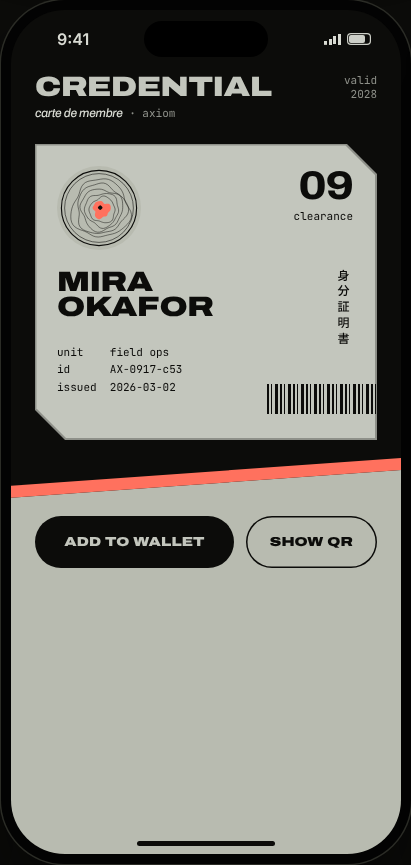 9:41
CREDENTIAL
valid
2028
carte de membre · axiom
09
clearance
MIRA
OKAFOR
身分証明書
unit field ops
id AX-0917-c53
issued 2026-03-02
ADD TO WALLET
SHOW QR